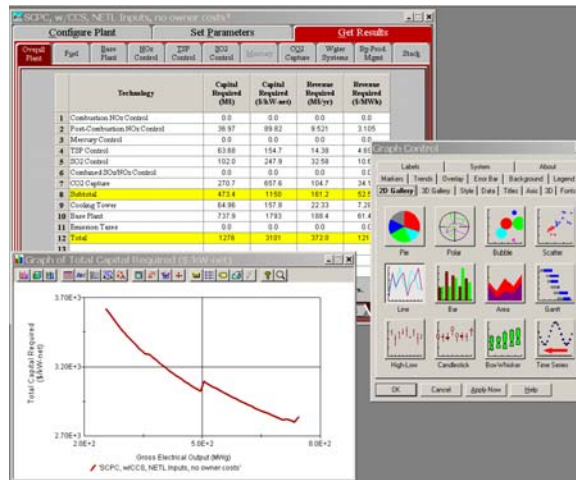 SCPC, w/CCS, NETL Inputs, no owner costs*
Configure Plant Set Parameters Get Results
Overall Plant Fuel Base Plant NOx Control TSP Control SO2 Control Mercury CO2 Capture Water Systems By-Prod. Mgmt Stack
Technology Capital Required (M$) Capital Required ($/kW-net) Revenue Required (M$/yr) Revenue Required ($/MWh)
1 Combustion NOx Control 0.0 0.0 0.0 0.0
2 Post-Combustion NOx Control 36.97 89.82 9.521 3.105
3 Mercury Control 0.0 0.0 0.0 0.0
4 TSP Control 63.68 154.7 14.38
5 SO2 Control 102.0 247.9 32.58
6 Combined SOx/NOx Control 0.0 0.0 0.0 0.0
7 CO2 Capture 270.7 657.6 104.7
8 Subtotal 473.4 1150 161.2
9 Cooling Tower 64.96 157.8 22.33
10 Base Plant 737.9 1793 188.4
11 Emission Taxes 0.0 0.0 0.0 0.0
12 Total 1276 3101 372.0 121
13
Graph Control
Labels System About
Markers Trends Overlay Error Bar Background Legend
2D Gallery 3D Gallery Style Data Titles Axis 3D Fonts
Pie Polar Bubble Scatter
Line Bar Area Gantt
High-Low Candlestick Box-Whisker Time Series
OK Cancel Apply Now Help
Graph of Total Capital Required ($/kW-net)
3.70E+3
3.20E+3
2.70E+3
Total Capital Required
($/kW-net)
2.0E+2 5.0E+2 8.0E+2
Gross Electrical Output (MWg)
'SCPC, w/CCS, NETL Inputs, no owner costs'